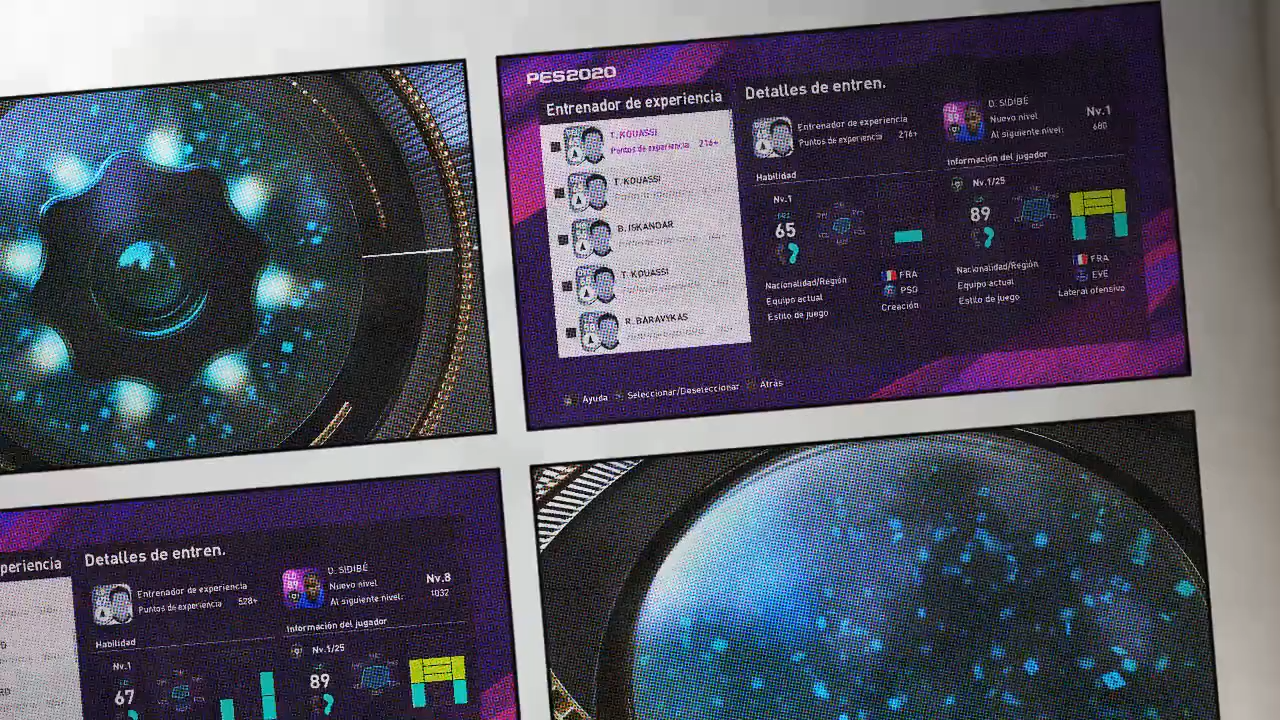 PES2020
Entrenador de experiencia
T. KOUASSI
Puntos de experiencia 216+
T. KOUASSI
B. ISKANDAR
T. KOUASSI
R. BARAVYKAS
Detalles de entren.
Entrenador de experiencia
Puntos de experiencia 216+
D. SIDIBÉ
Nuevo nivel Nv.1
Al siguiente nivel: 680
Habilidad
Nv.1
65
Nacionalidad/Región FRA
Equipo actual PSG
Estilo de juego Creación
Información del jugador
Nv.1/25
89
Nacionalidad/Región FRA
Equipo actual EVE
Estilo de juego Lateral ofensivo
Ayuda Seleccionar/Deseleccionar Atrás
periencia
Detalles de entren.
Entrenador de experiencia
Puntos de experiencia 528+
D. SIDIBÉ
Nuevo nivel Nv.8
Al siguiente nivel: 1032
Habilidad
Nv.1
67
Información del jugador
Nv.1/25
89